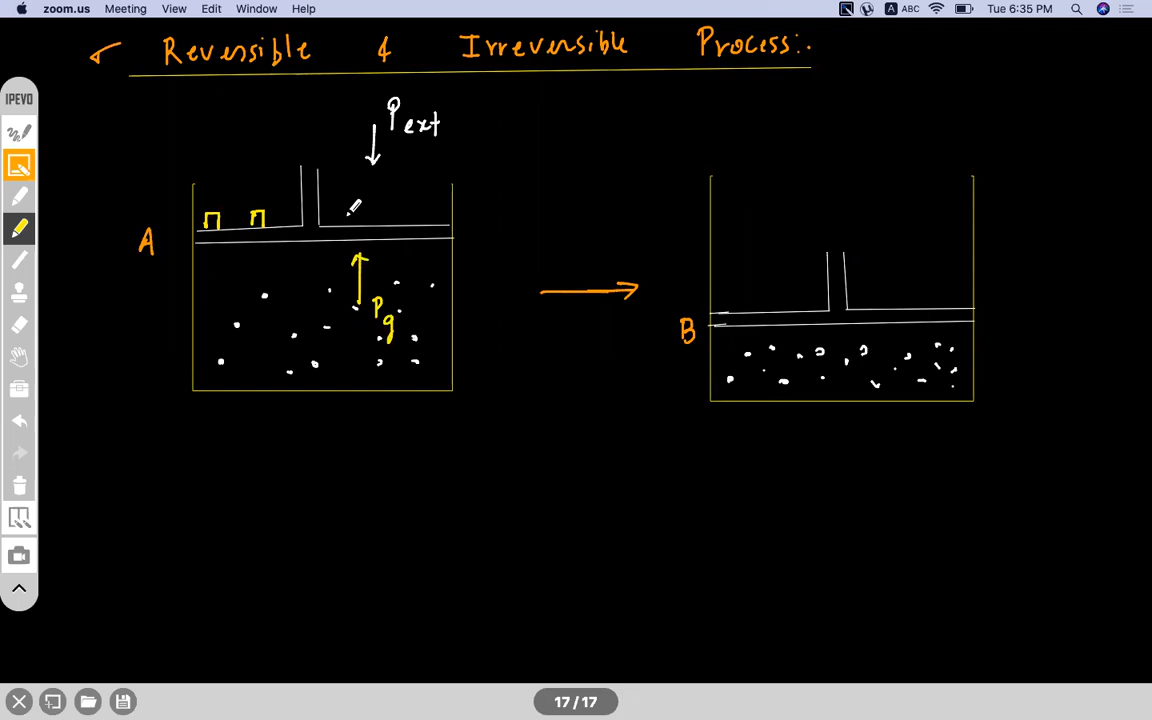 zoom.us Meeting View Edit Window Help
A ABC Tue 6:35 PM
Reversible & Irreversible Process:.
IPEVO
Pext
A
Pg
B
17/17